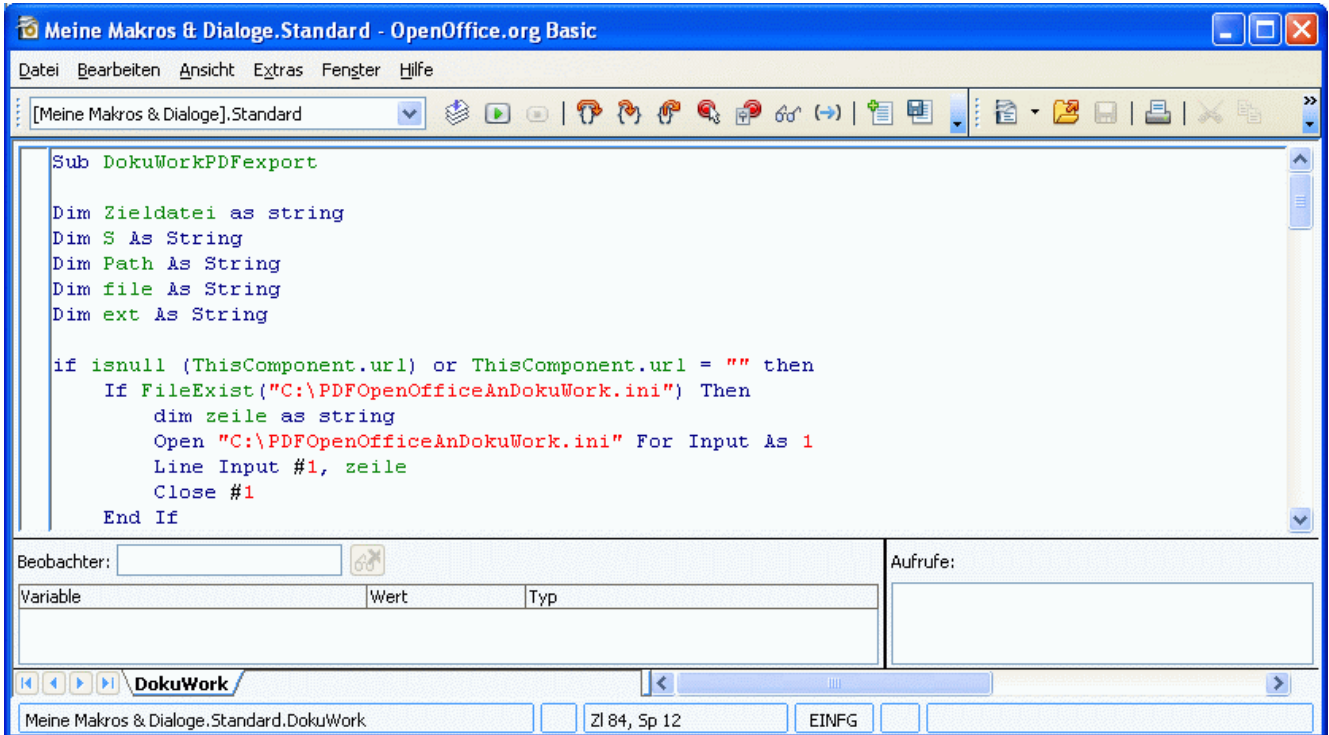 Meine Makros & Dialoge.Standard - OpenOffice.org Basic
Datei Bearbeiten Ansicht Extras Fenster Hilfe
[Meine Makros & Dialoge].Standard
Sub DokuWorkPDFexport
Dim Zieldatei as string
Dim S As String
Dim Path As String
Dim file As String
Dim ext As String
if isnull (ThisComponent.url) or ThisComponent.url = "" then
If FileExist("C:\PDFOpenOfficeAnDokuWork.ini") Then
dim zeile as string
Open "C:\PDFOpenOfficeAnDokuWork.ini" For Input As 1
Line Input #1, zeile
Close #1
End If
Beobachter: Aufrufe:
Variable Wert Typ
DokuWork
Meine Makros & Dialoge.Standard.DokuWork Zl 84, Sp 12 EINFG